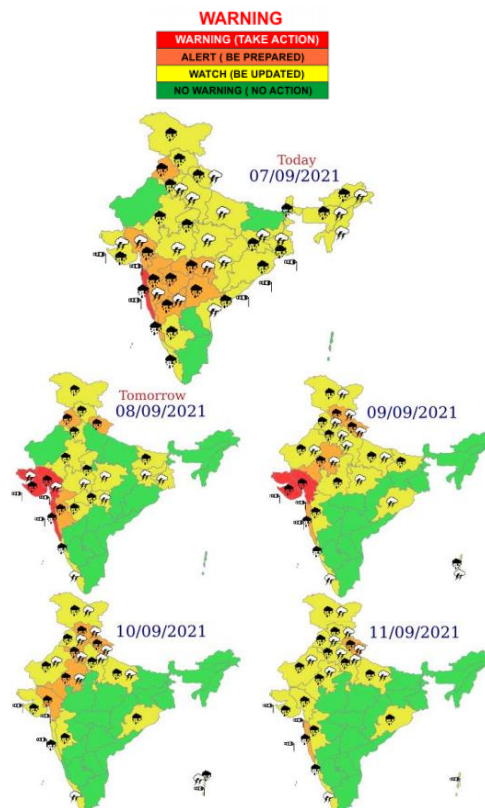 WARNING
WARNING (TAKE ACTION)
ALERT ( BE PREPARED)
WATCH (BE UPDATED)
NO WARNING ( NO ACTION)
Today
07/09/2021
Tomorrow
08/09/2021
09/09/2021
10/09/2021
11/09/2021